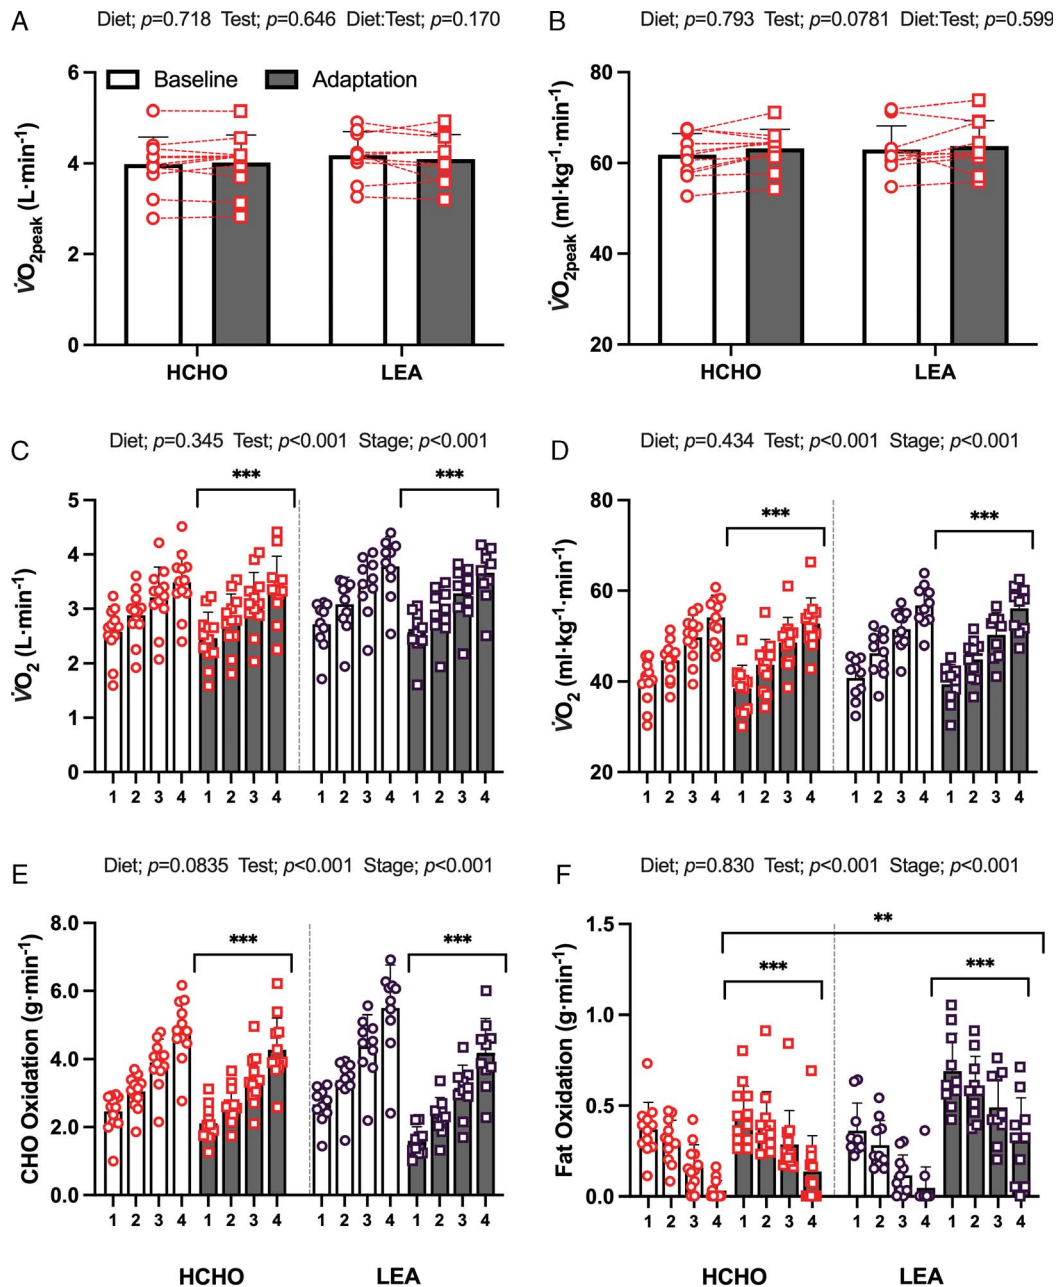 A
Diet; p=0.718 Test; p=0.646 Diet:Test; p=0.170
6
Baseline
Adaptation
4
2
0
V̇O2peak (L·min⁻¹)
HCHO
LEA
B
Diet; p=0.793 Test; p=0.0781 Diet:Test; p=0.599
80
60
40
20
V̇O2peak (ml·kg⁻¹·min⁻¹)
HCHO
LEA
C
Diet; p=0.345 Test; p<0.001 Stage; p<0.001
*** ***
5
4
3
2
1
0
V̇O2 (L·min⁻¹)
1 2 3 4 1 2 3 4 1 2 3 4 1 2 3 4
D
Diet; p=0.434 Test; p<0.001 Stage; p<0.001
*** ***
80
60
40
20
V̇O2 (ml·kg⁻¹·min⁻¹)
1 2 3 4 1 2 3 4 1 2 3 4 1 2 3 4
E
Diet; p=0.0835 Test; p<0.001 Stage; p<0.001
*** ***
8.0
6.0
4.0
2.0
0.0
CHO Oxidation (g·min⁻¹)
1 2 3 4 1 2 3 4 1 2 3 4 1 2 3 4
HCHO
LEA
F
Diet; p=0.830 Test; p<0.001 Stage; p<0.001
**
*** ***
1.5
1.0
0.5
0.0
Fat Oxidation (g·min⁻¹)
1 2 3 4 1 2 3 4 1 2 3 4 1 2 3 4
HCHO
LEA